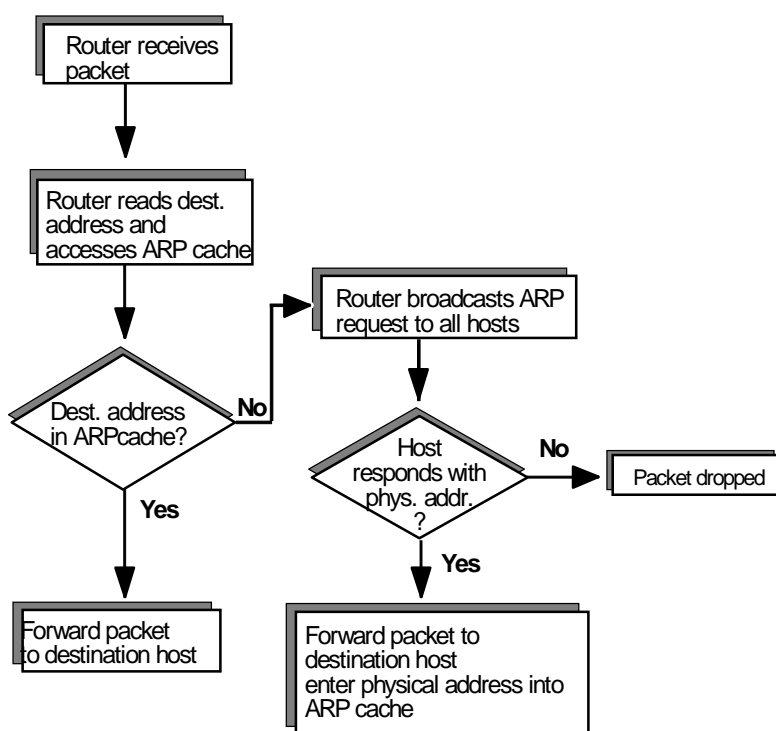 Router receives
packet
Router reads dest.
address and
accesses ARP cache
Router broadcasts ARP
request to all hosts
Dest. address
in ARPcache?
No
Yes
Host
responds with
phys. addr.
?
No
Packet dropped
Yes
Forward packet
to destination host
Forward packet to
destination host
enter physical address into
ARP cache